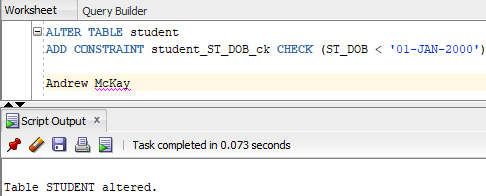 Worksheet Query Builder
ALTER TABLE student
ADD CONSTRAINT student_ST_DOB_ck CHECK (ST_DOB < '01-JAN-2000')
Andrew McKay
Script Output x
Task completed in 0.073 seconds
Table STUDENT altered.